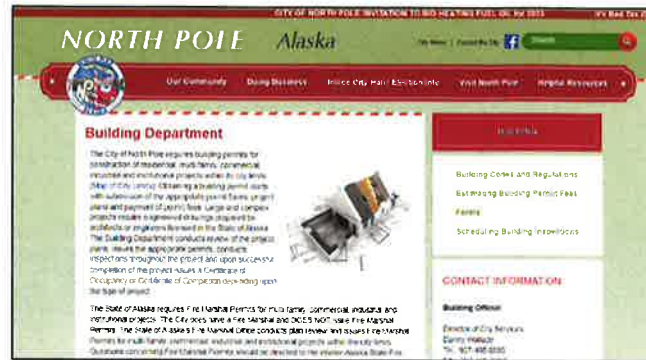 CITY OF NORTH POLE INVITATION TO BID HEATING FUEL OIL
NORTH POLE Alaska
Search
Our Community Doing Business Visit North Pole Helpful Resources
Building Department
The City of North Pole requires building permits for
construction of residential, multi-family, commercial,
industrial and institutional projects within its city limits
(Map of City Limits). Obtaining a building permit starts
with submission of the appropriate permit forms, project
plans and payment of permit fees. Large and complex
projects require engineered drawings prepared by
architects or engineers licensed in the State of Alaska.
The Building Department conducts review of the project
plans, issues the appropriate permits, conducts
inspections throughout the project and upon successful
completion of the project issues a Certificate of
Occupancy or Certificate of Completion depending upon
the type of project.
The State of Alaska requires Fire Marshal Permits for multi-family, commercial, industrial and
institutional projects. The City does have a Fire Marshal and DOES NOT issue Fire Marshal
Permits. The State of Alaska's Fire Marshal Office conducts plan review and issues Fire Marshal
Permits for multi-family, commercial, industrial and institutional projects within the city limits.
Questions concerning Fire Marshal Permits should be directed to the
Building Codes and Regulations
Estimating Building Permit Fees
Forms
Scheduling Building Inspections
CONTACT INFORMATION
Building Official
Director of City Services